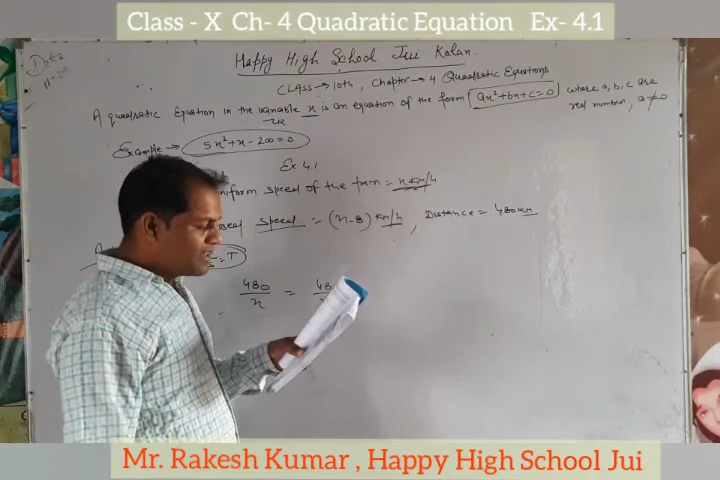 Class - X Ch- 4 Quadratic Equation Ex- 4.1
Happy High School Jui Kalan.
CLASS → 10th, Chapter → 4 Quadratic Equations
A quadratic Equation in the variable x is an equation of the form ax²+bx+c=0 where a, b, c are
real number, a≠0
Example → 5x²+x-200=0
Ex 4.1
niform speed of the train = x km/h
speed = (x-8) km/h, Distance = 480 km
= T
480/x = 48
Mr. Rakesh Kumar , Happy High School Jui